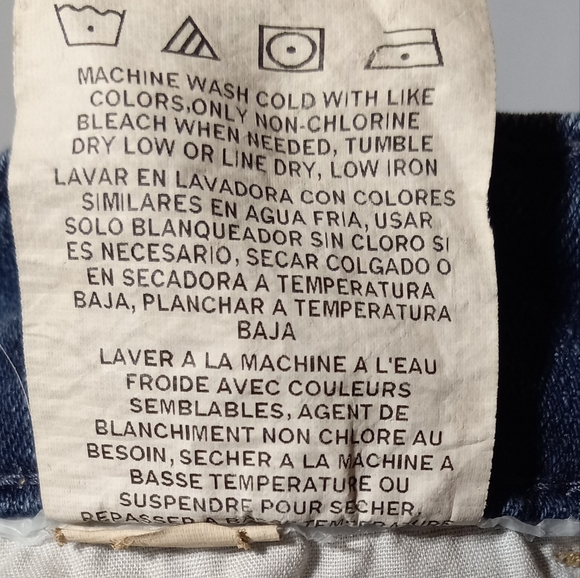 MACHINE WASH COLD WITH LIKE
COLORS,ONLY NON-CHLORINE
BLEACH WHEN NEEDED, TUMBLE
DRY LOW OR LINE DRY, LOW IRON
LAVAR EN LAVADORA CON COLORES
SIMILARES EN AGUA FRIA, USAR
SOLO BLANQUEADOR SIN CLORO SI
ES NECESARIO, SECAR COLGADO O
EN SECADORA A TEMPERATURA
BAJA, PLANCHAR A TEMPERATURA
BAJA
LAVER A LA MACHINE A L'EAU
FROIDE AVEC COULEURS
SEMBLABLES, AGENT DE
BLANCHIMENT NON CHLORE AU
BESOIN, SECHER A LA MACHINE A
BASSE TEMPERATURE OU
SUSPENDRE POUR SECHER,
REPASSER A BASSE TEMPERATURE